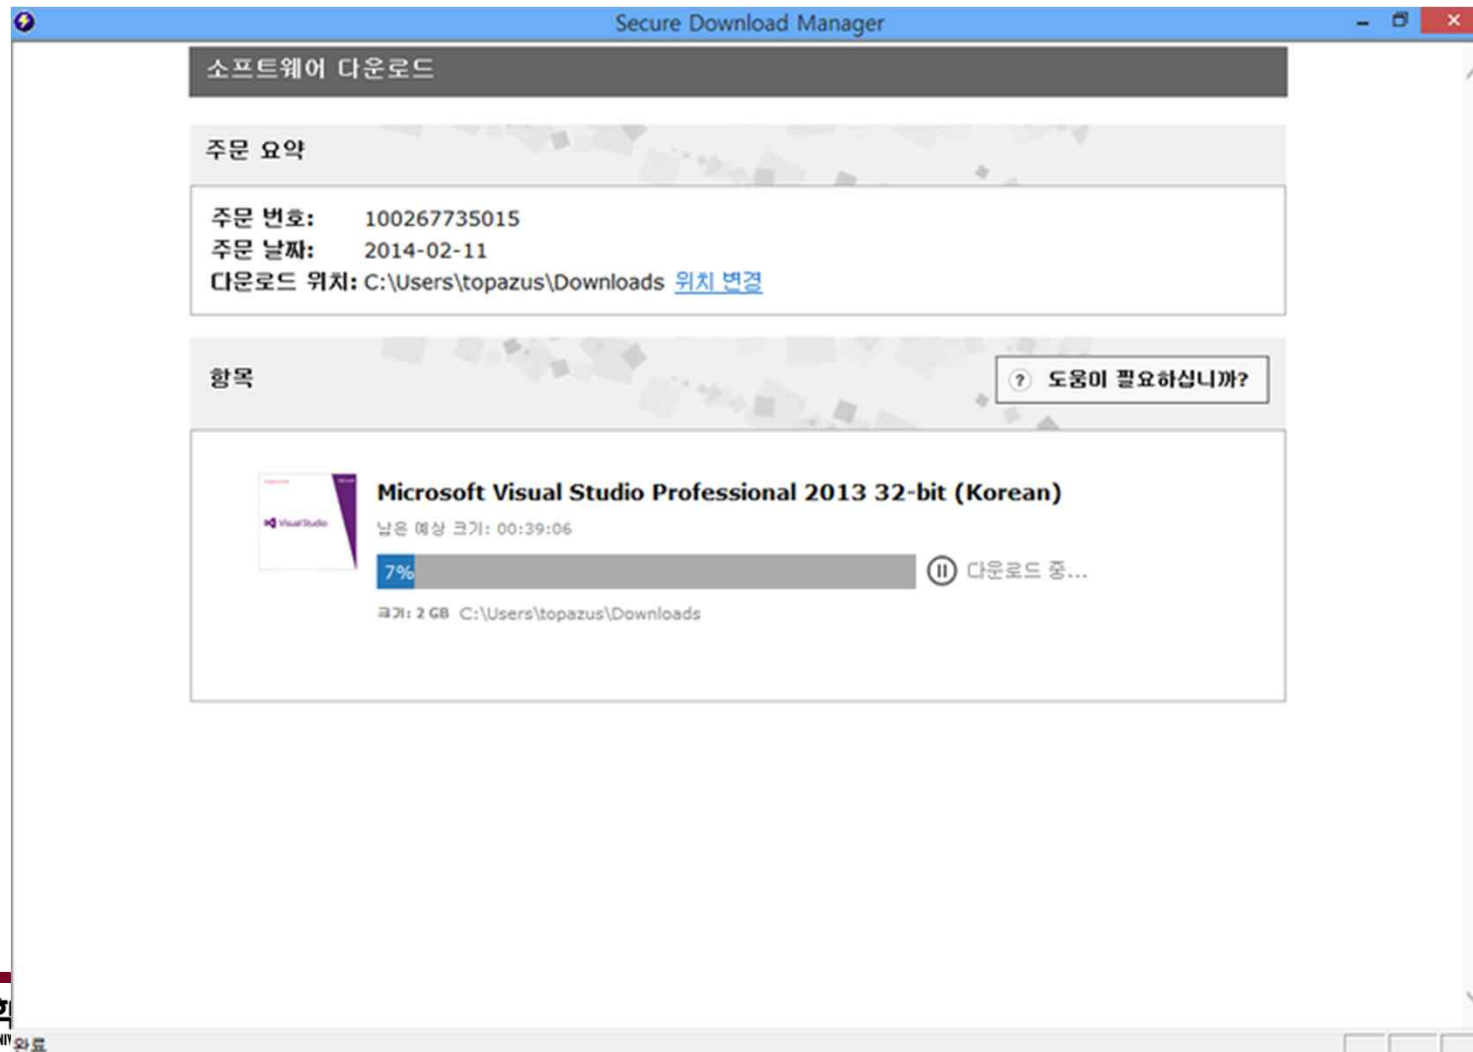 Secure Download Manager
소프트웨어 다운로드
주문 요약
주문 번호: 100267735015
주문 날짜: 2014-02-11
다운로드 위치: C:\Users\topazus\Downloads 위치 변경
항목
? 도움이 필요하십니까?
Visual Studio
Microsoft Visual Studio Professional 2013 32-bit (Korean)
남은 예상 크기: 00:39:06
7% 다운로드 중...
크기: 2 GB C:\Users\topazus\Downloads
완료